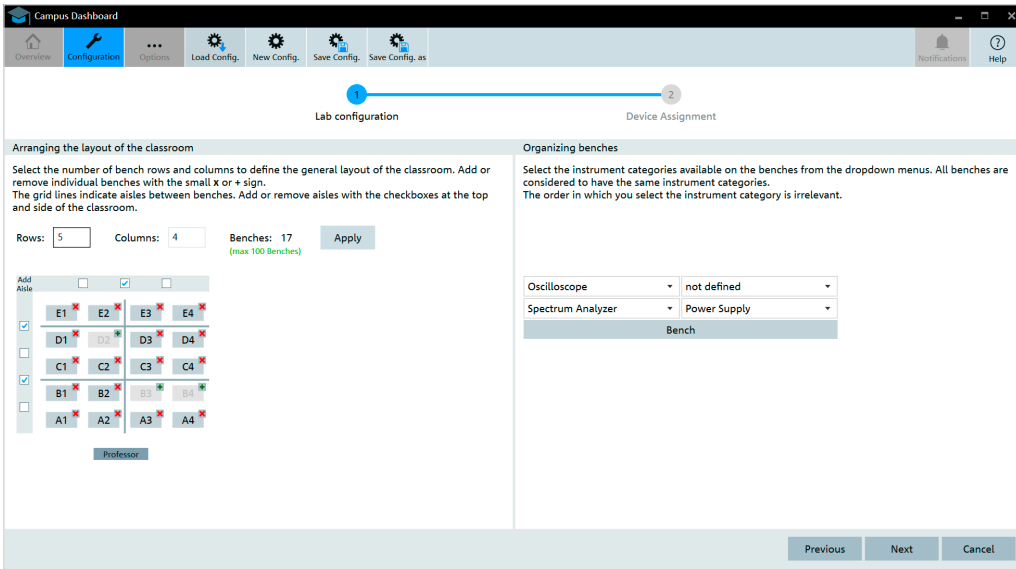 Campus Dashboard
Overview
Configuration
Options
Load Config.
New Config.
Save Config.
Save Config. as
Notifications
Help
1
2
Lab configuration
Device Assignment
Arranging the layout of the classroom
Select the number of bench rows and columns to define the general layout of the classroom. Add or
remove individual benches with the small x or + sign.
The grid lines indicate aisles between benches. Add or remove aisles with the checkboxes at the top
and side of the classroom.
Rows: 5 Columns: 4 Benches: 17 Apply
(max 100 Benches)
Add
Aisle
E1 E2 E3 E4
D1 D2 D3 D4
C1 C2 C3 C4
B1 B2 B3 B4
A1 A2 A3 A4
Professor
Organizing benches
Select the instrument categories available on the benches from the dropdown menus. All benches are
considered to have the same instrument categories.
The order in which you select the instrument category is irrelevant.
Oscilloscope not defined
Spectrum Analyzer Power Supply
Bench
Previous Next Cancel